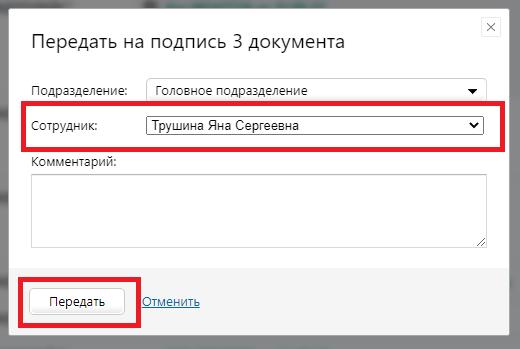 Передать на подпись 3 документа
Подразделение: Головное подразделение
Сотрудник: Трушина Яна Сергеевна
Комментарий:
Передать Отменить